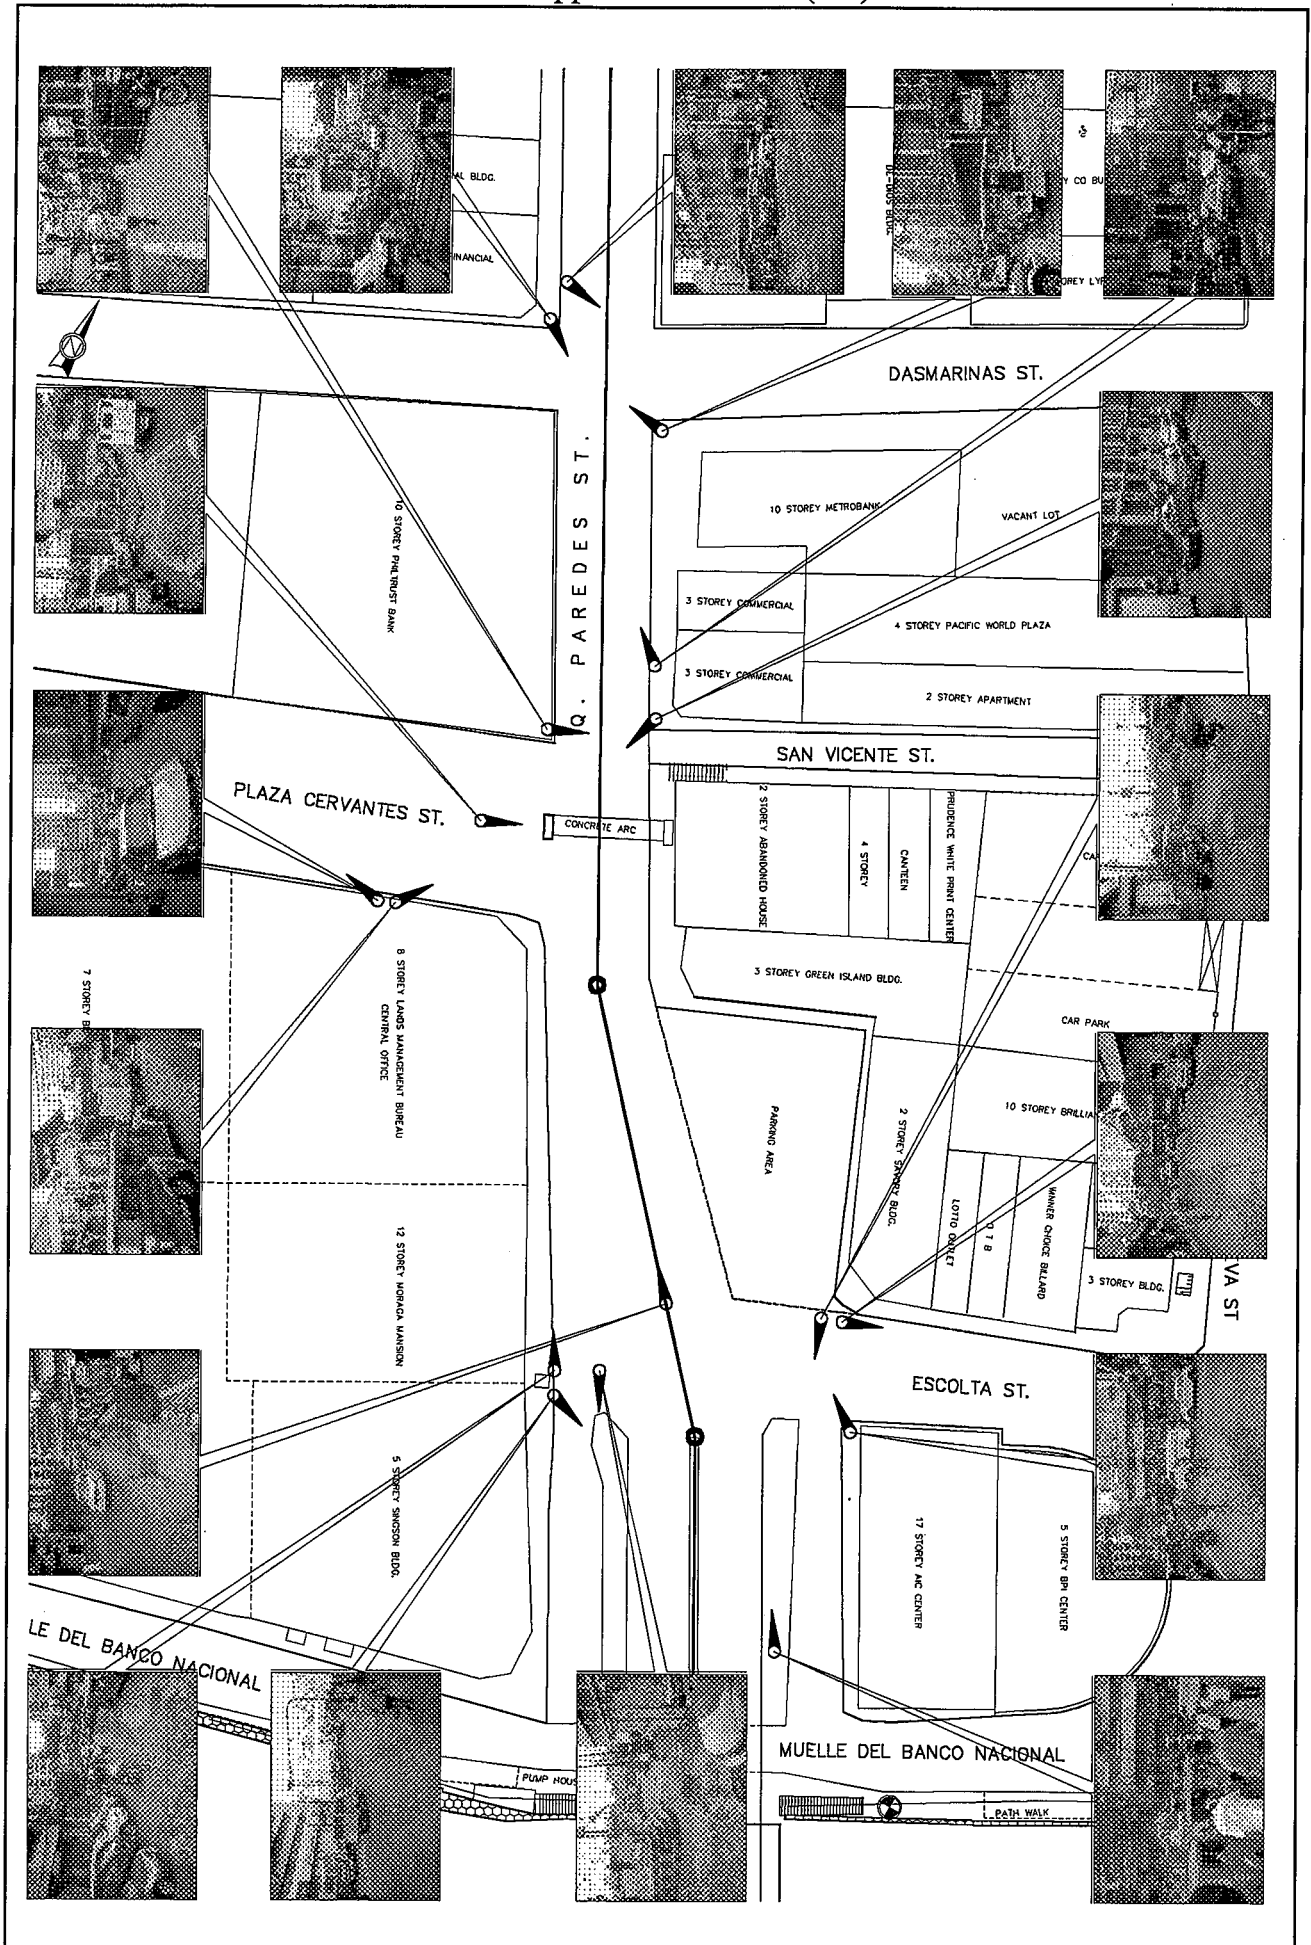 AL BLDG.
INANCIAL
DE-LROS BLDG.
Y CO BU
OREY LYF
N
DASMARINAS ST.
10 STOREY METROBANK
VACANT LOT
10 STOREY PHILTRUST BANK
Q. PAREDES ST.
3 STOREY COMMERCIAL
4 STOREY PACIFIC WORLD PLAZA
3 STOREY COMMERCIAL
2 STOREY APARTMENT
SAN VICENTE ST.
PLAZA CERVANTES ST.
CONCRETE ARC
2 STOREY ABANDONED HOUSE
4 STOREY
CANTEEN
PRUDENCE WHITE PRINT CENTER
CA
3 STOREY GREEN ISLAND BLDG.
7 STOREY B
8 STOREY LANDS MANAGEMENT BUREAU
CENTRAL OFFICE
CAR PARK
PARKING AREA
2 STOREY SAVORY BLDG.
10 STOREY BRILLIA
LOTTO OUTLET
O T B
WINNER CHOICE BILLARD
3 STOREY BLDG.
EVA ST
12 STOREY MORAGA MANSION
ESCOLTA ST.
5 STOREY SINGSON BLDG.
17 STOREY AIC CENTER
5 STOREY BPI CENTER
LE DEL BANCO NACIONAL
MUELLE DEL BANCO NACIONAL
PUMP HOUS
PATH WALK